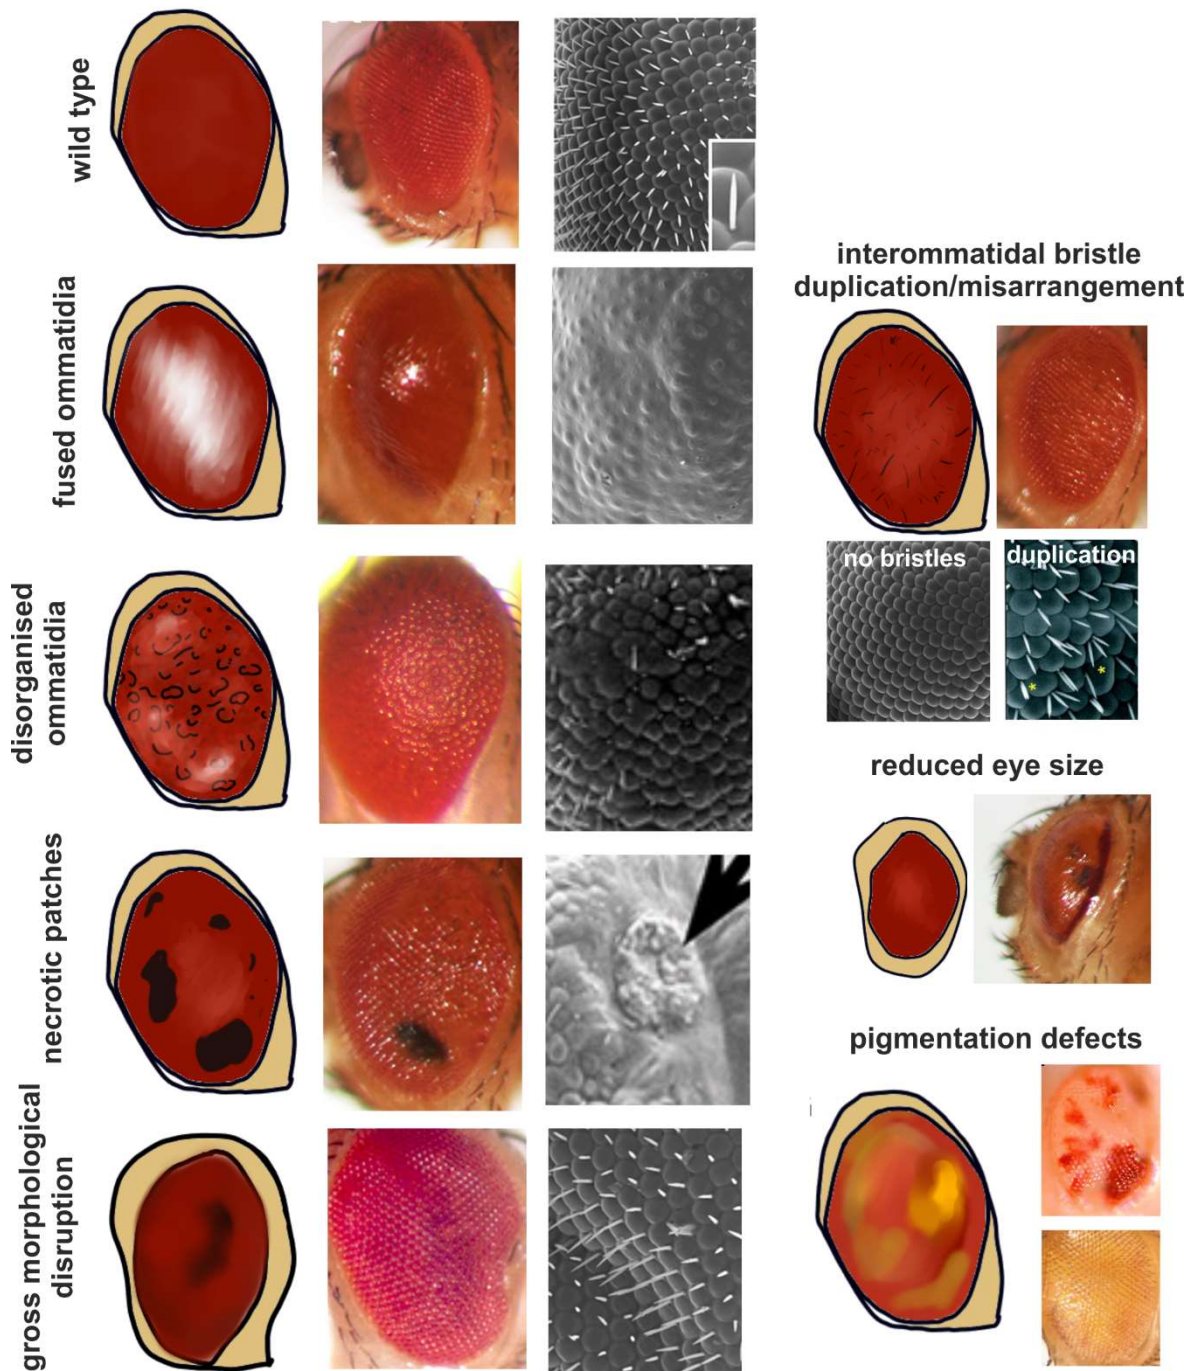 wild type
fused ommatidia
disorganised
ommatidia
necrotic patches
gross morphological
disruption
interommatidal bristle
duplication/misarrangement
no bristles
duplication
*
*
reduced eye size
pigmentation defects